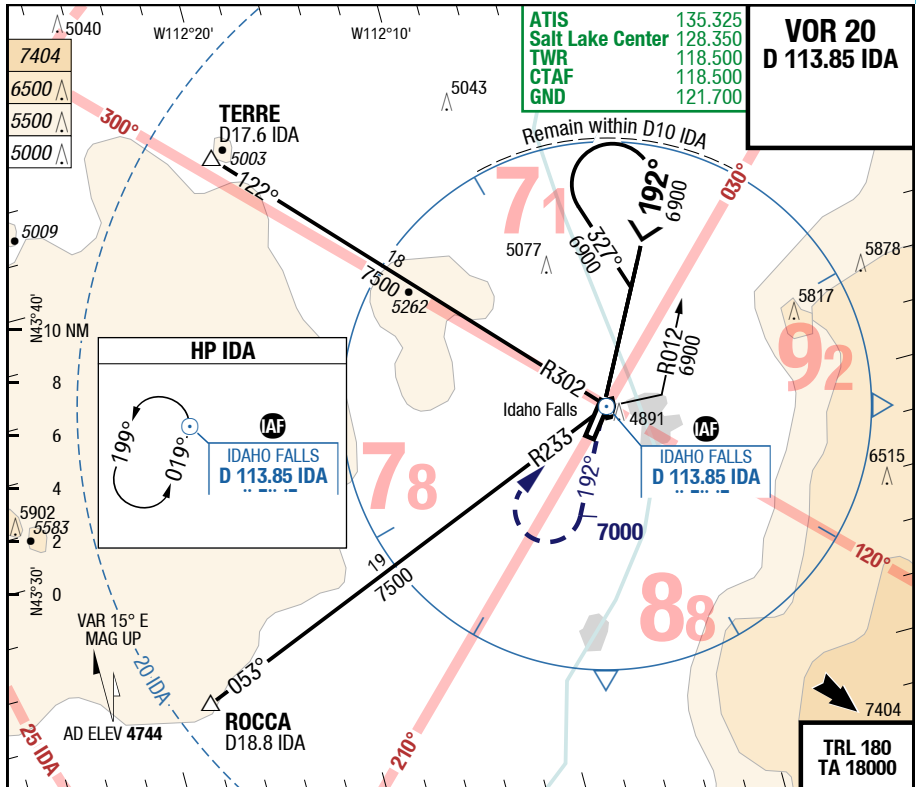 5040
W112°20'
W112°10'
ATIS 135.325
Salt Lake Center 128.350
TWR 118.500
CTAF 118.500
GND 121.700
VOR 20
D 113.85 IDA
7404
6500
5500
5000
300°
TERRE
D17.6 IDA
5003
122°
5043
Remain within D10 IDA
71
192°
6900
030°
327°
6900
5077
5878
5817
5009
18
7500
5262
N43°40'
10 NM
8
6
4
2
0
N43°30'
HP IDA
199°
019°
IAF
IDAHO FALLS
D 113.85 IDA
R302
R012
6900
92
Idaho Falls
4891
IAF
IDAHO FALLS
D 113.85 IDA
R233
78
192°
7000
6515
5902
5583
120°
19
7500
88
VAR 15° E
MAG UP
20 IDA
053°
ROCCA
D18.8 IDA
AD ELEV 4744
25 IDA
210°
7404
TRL 180
TA 18000